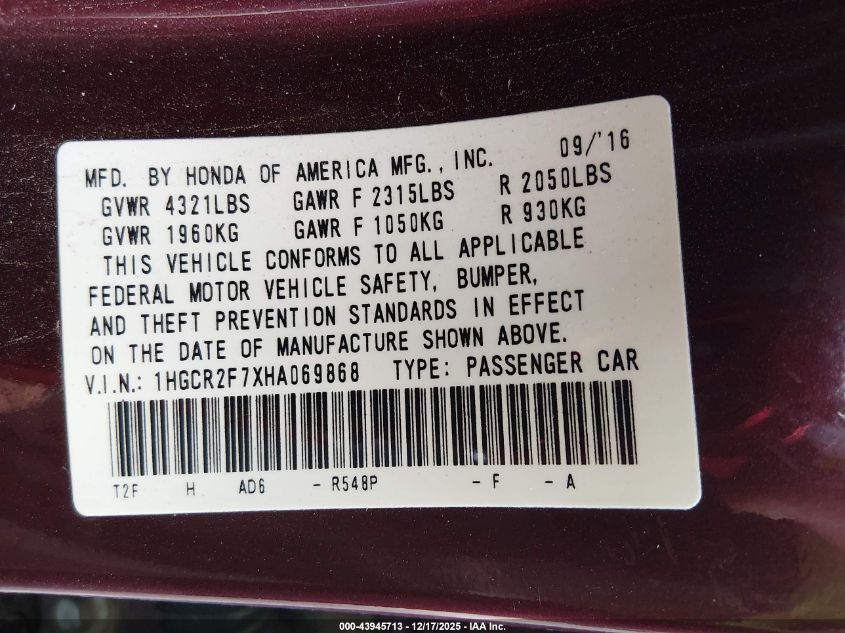 MFD. BY HONDA OF AMERICA MFG., INC. 09/'16
GVWR 4321LBS GAWR F 2315LBS R 2050LBS
GVWR 1960KG GAWR F 1050KG R 930KG
THIS VEHICLE CONFORMS TO ALL APPLICABLE
FEDERAL MOTOR VEHICLE SAFETY, BUMPER,
AND THEFT PREVENTION STANDARDS IN EFFECT
ON THE DATE OF MANUFACTURE SHOWN ABOVE.
V.I.N.: 1HGCR2F7XHA069868 TYPE: PASSENGER CAR
T2F H AD6 - R548P - F - A
000-43945713 - 12/17/2025 - IAA Inc.